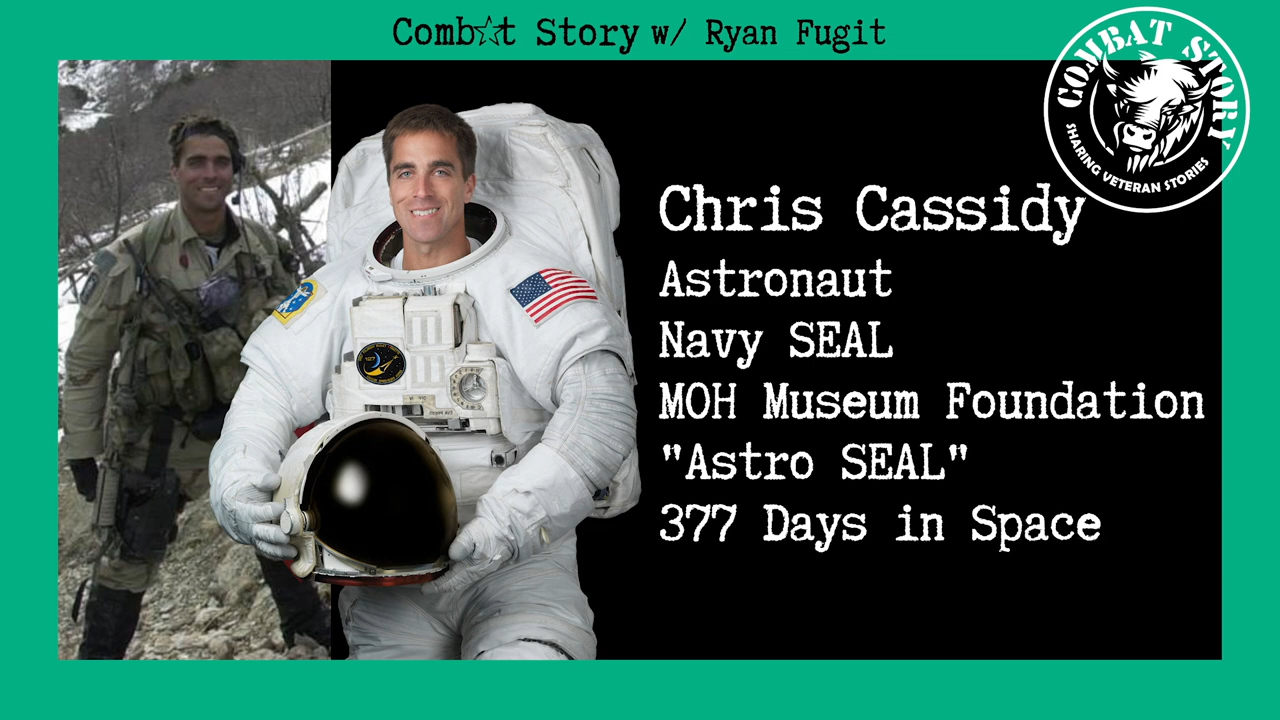 Comb☆t Story w/ Ryan Fugit
COMBAT STORY
SHARING VETERAN STORIES
Chris Cassidy
Astronaut
Navy SEAL
MOH Museum Foundation
"Astro SEAL"
377 Days in Space
127